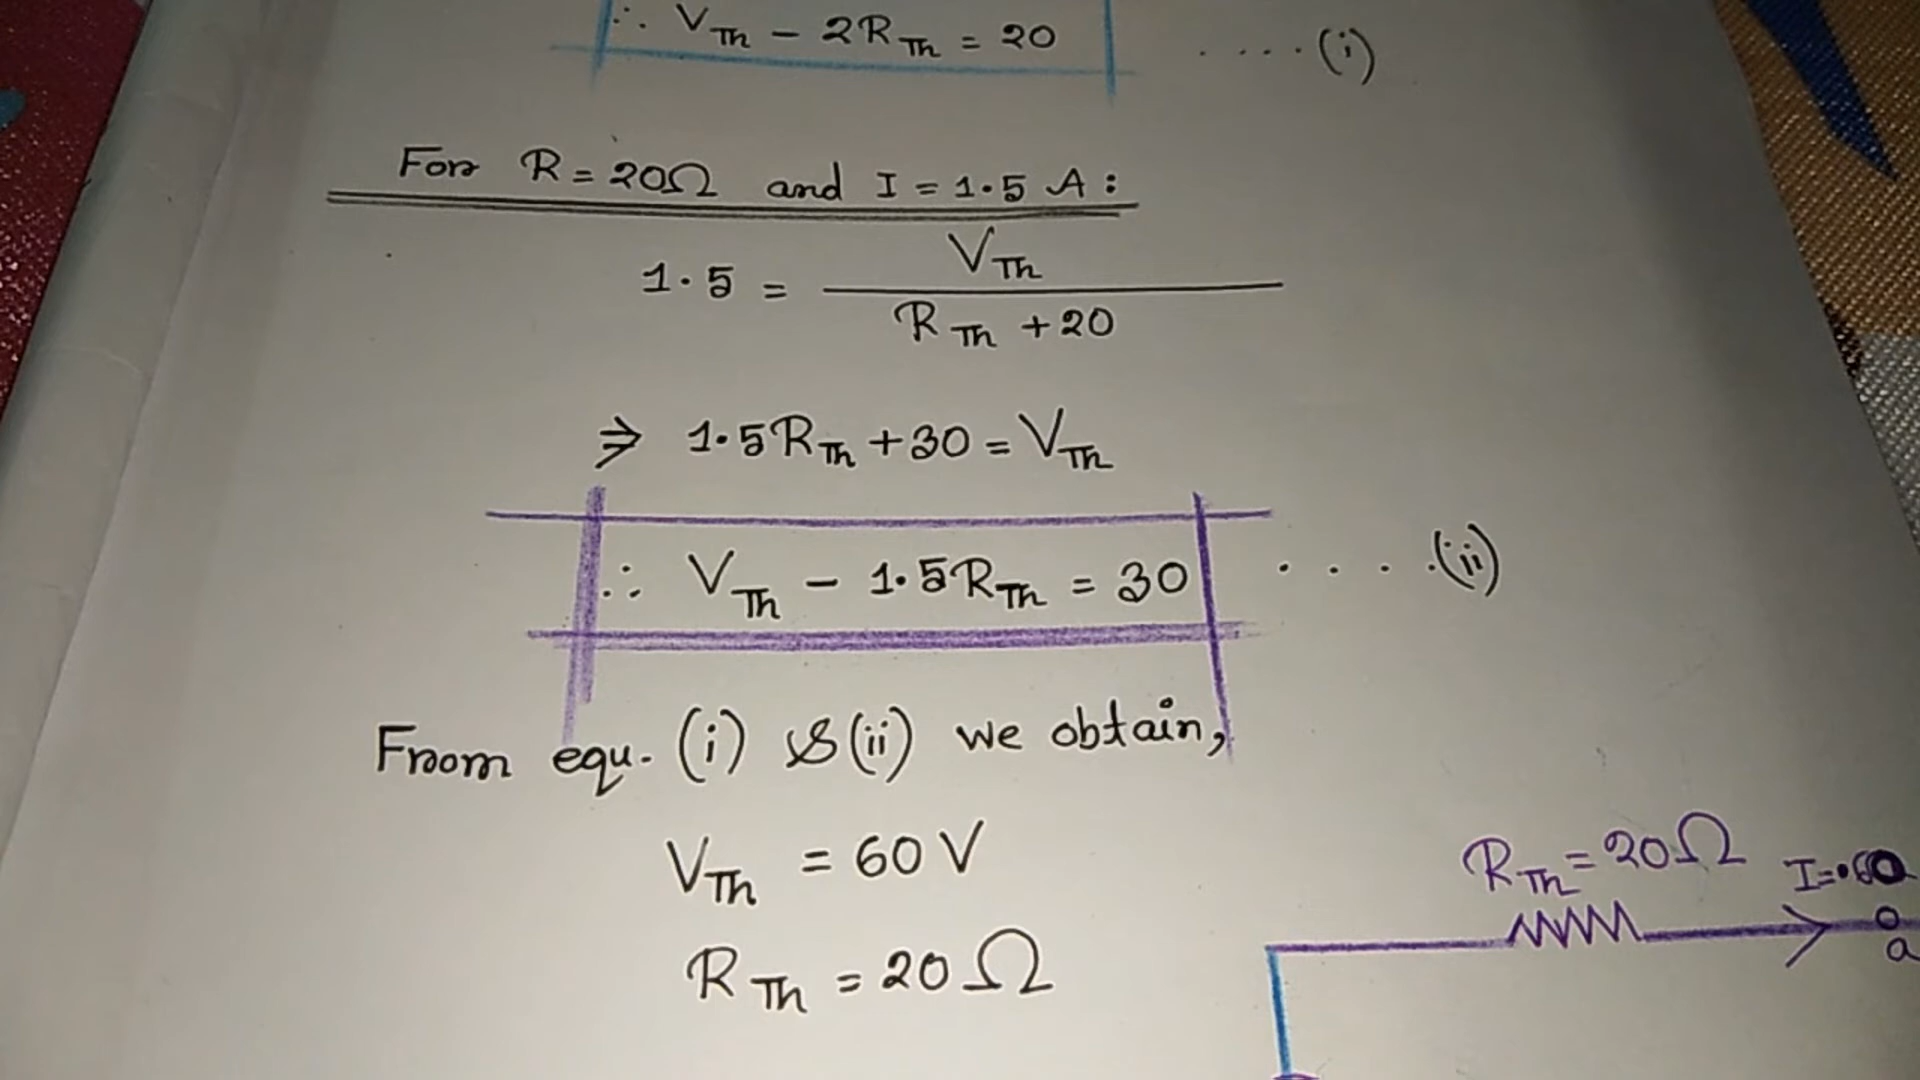 ∴ V_Th − 2R_Th = 20 ....(i)
For R = 20Ω and I = 1.5 A :
1.5 = V_Th / (R_Th + 20)
⇒ 1.5R_Th + 30 = V_Th
∴ V_Th − 1.5R_Th = 30 .....(ii)
From equ. (i) & (ii) we obtain,
V_Th = 60 V
R_Th = 20 Ω
R_Th = 20Ω
I =
a